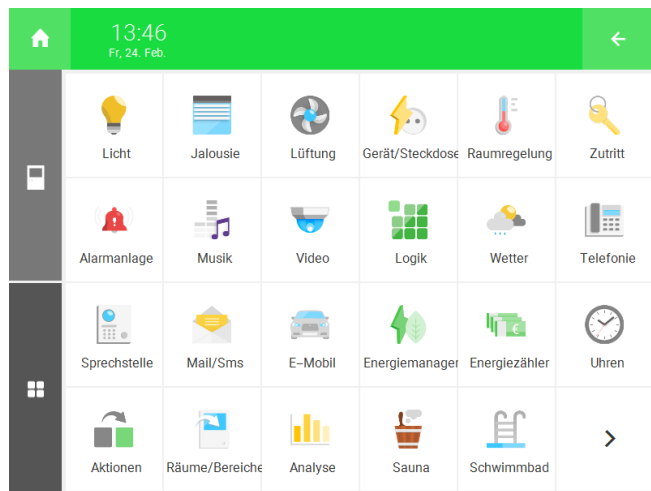 13:46
Fr, 24. Feb.
Licht
Jalousie
Lüftung
Gerät/Steckdose
Raumregelung
Zutritt
Alarmanlage
Musik
Video
Logik
Wetter
Telefonie
Sprechstelle
Mail/Sms
E-Mobil
Energiemanager
Energiezähler
Uhren
Aktionen
Räume/Bereiche
Analyse
Sauna
Schwimmbad